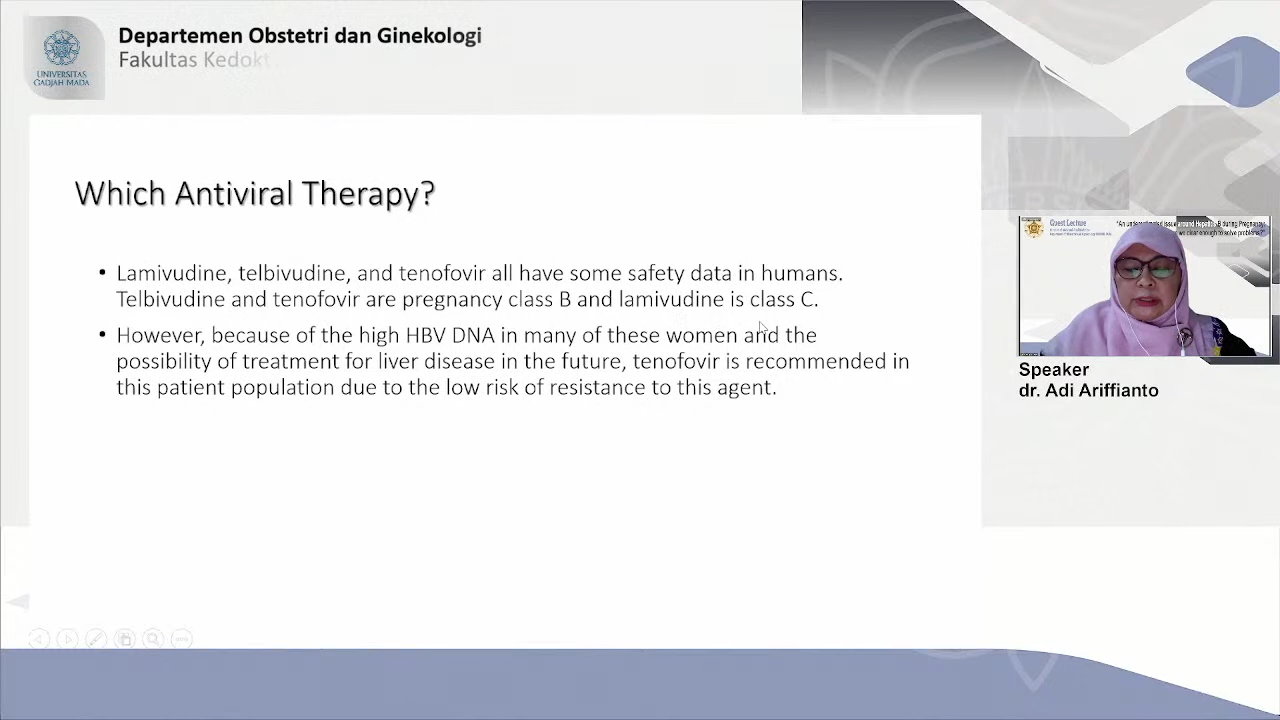 UNIVERSITAS
GADJAH MADA
Departemen Obstetri dan Ginekologi
Fakultas Kedokt
Which Antiviral Therapy?
• Lamivudine, telbivudine, and tenofovir all have some safety data in humans.
Telbivudine and tenofovir are pregnancy class B and lamivudine is class C.
• However, because of the high HBV DNA in many of these women and the
possibility of treatment for liver disease in the future, tenofovir is recommended in
this patient population due to the low risk of resistance to this agent.
Guest Lecture
Speaker
dr. Adi Ariffianto